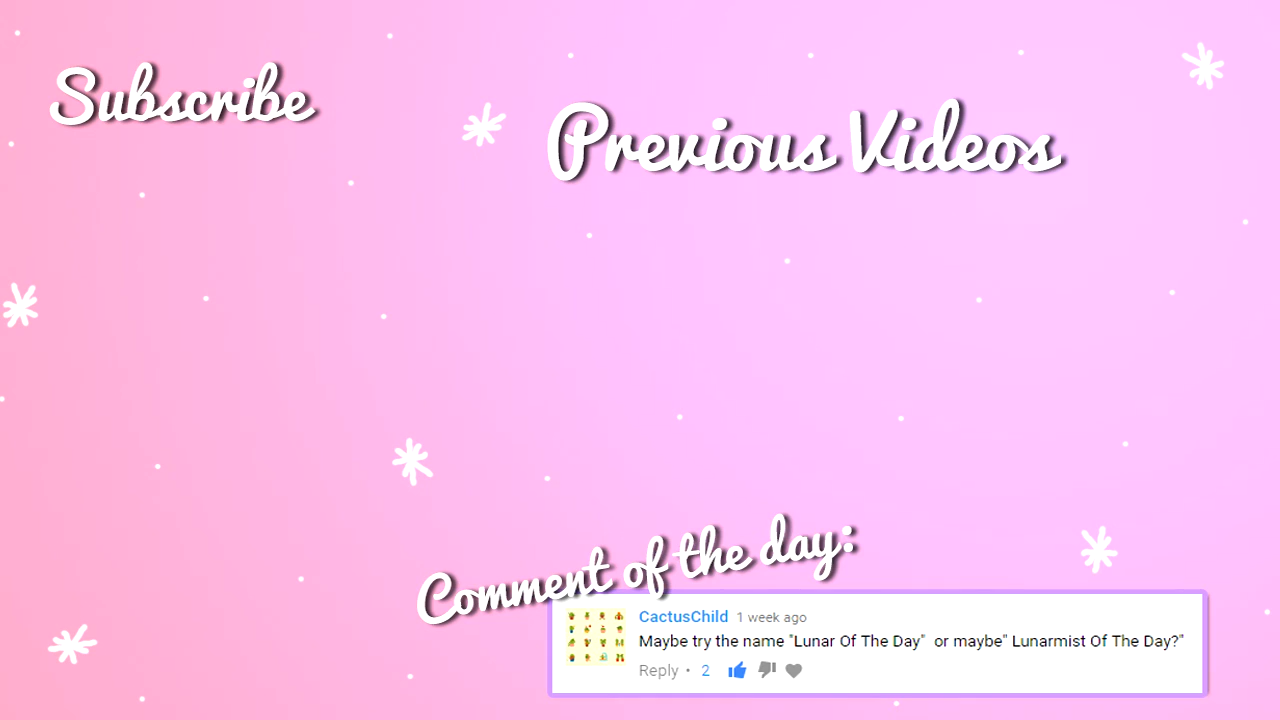 Subscribe
Previous Videos
Comment of the day:
CactusChild 1 week ago
Maybe try the name "Lunar Of The Day"  or maybe" Lunarmist Of The Day?"
Reply • 2